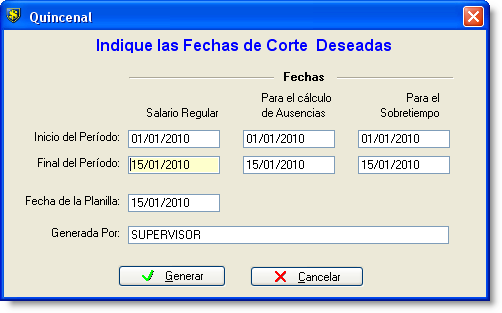 Quincenal
Indique las Fechas de Corte Deseadas
Fechas
Salario Regular
Para el cálculo
de Ausencias
Para el
Sobretiempo
Inicio del Período: 01/01/2010 01/01/2010 01/01/2010
Final del Período: 15/01/2010 15/01/2010 15/01/2010
Fecha de la Planilla: 15/01/2010
Generada Por: SUPERVISOR
Generar Cancelar